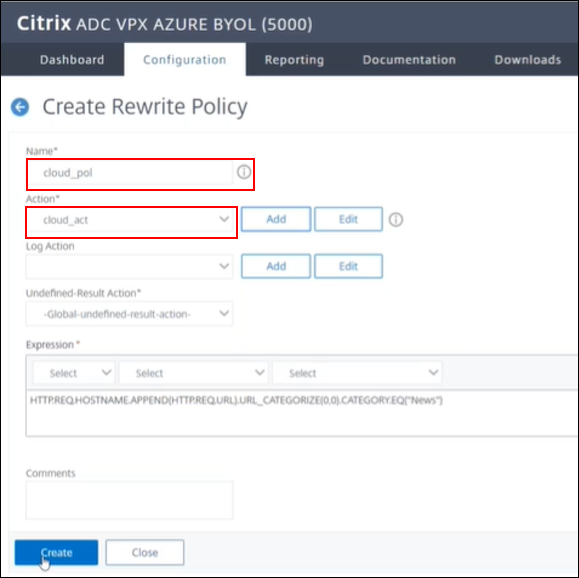 Citrix ADC VPX AZURE BYOL (5000)
Dashboard Configuration Reporting Documentation Downloads
Create Rewrite Policy
Name*
cloud_pol
Action*
cloud_act Add Edit
Log Action
Add Edit
Undefined-Result Action*
-Global-undefined-result-action-
Expression *
Select Select Select
HTTP.REQ.HOSTNAME.APPEND(HTTP.REQ.URL).URL_CATEGORIZE(0,0).CATEGORY.EQ("News")
Comments
Create Close